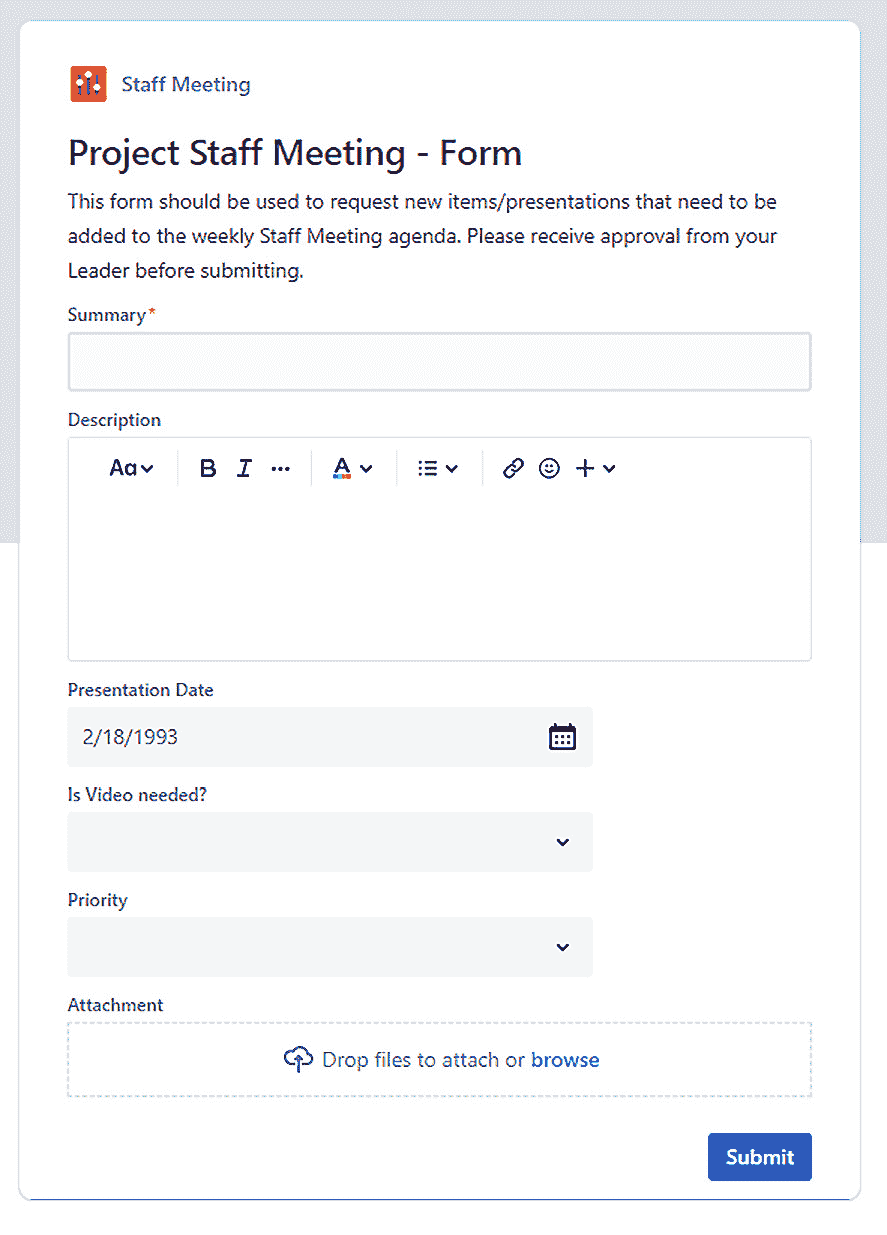 Staff Meeting
Project Staff Meeting - Form
This form should be used to request new items/presentations that need to be
added to the weekly Staff Meeting agenda. Please receive approval from your
Leader before submitting.
Summary*
Description
Aa B I ... A
Presentation Date
2/18/1993
Is Video needed?
Priority
Attachment
Drop files to attach or browse
Submit